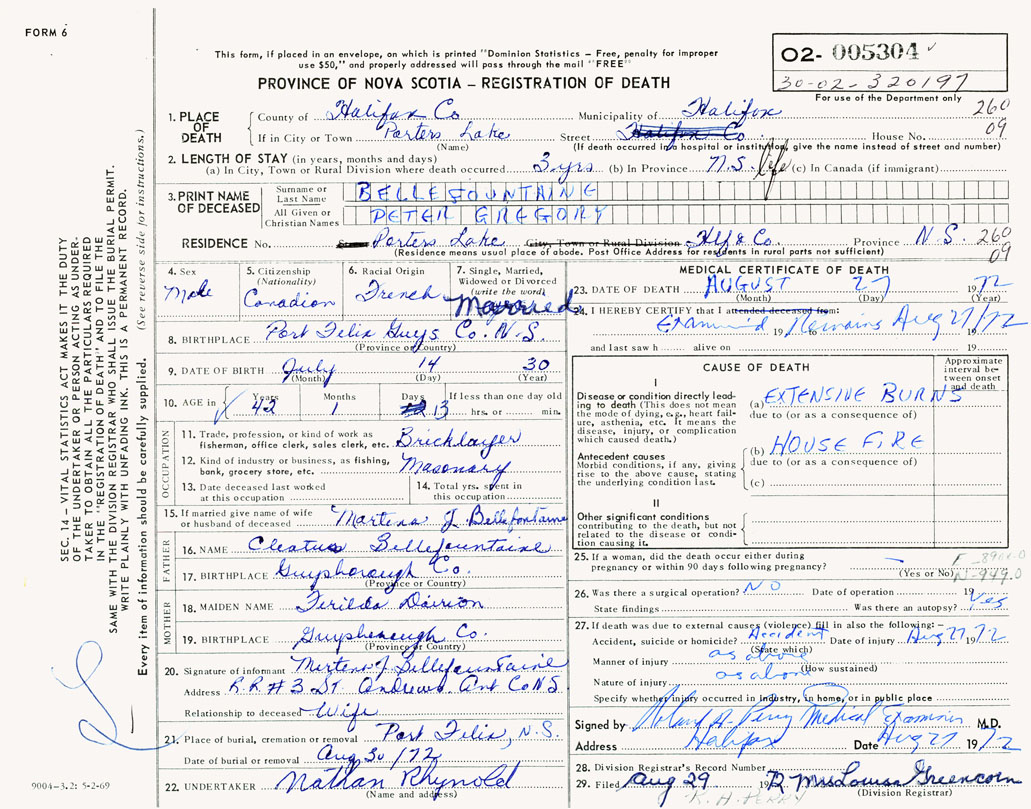 FORM 6
This form, if placed in an envelope, on which is printed "Dominion Statistics – Free, penalty for improper
use $50," and properly addressed will pass through the mail "FREE"
PROVINCE OF NOVA SCOTIA – REGISTRATION OF DEATH
02- 005304
30-02-320197
For use of the Department only
260
09
1. PLACE OF DEATH
County of Halifax Co. Municipality of Halifax
If in City or Town Porters Lake Street Halifax Co House No.
(Name) (If death occurred in a hospital or institution, give the name instead of street and number)
2. LENGTH OF STAY (in years, months and days)
(a) In City, Town or Rural Division where death occurred 3 yrs. (b) In Province N.S. life (c) In Canada (if immigrant)
3. PRINT NAME OF DECEASED
Surname or Last Name BELLEFOUNTAINE
All Given or Christian Names PETER GREGORY
RESIDENCE No. Street Porters Lake City, Town or Rural Division Hlfx Co. Province N.S. 260
09
(Residence means usual place of abode. Post Office Address for residents in rural parts not sufficient)
4. Sex
Male
5. Citizenship
(Nationality)
Canadian
6. Racial Origin
French
7. Single, Married,
Widowed or Divorced
(write the word)
Married
8. BIRTHPLACE Port Felix Guys Co. N.S.
(Province or Country)
9. DATE OF BIRTH July 14 30
(Month) (Day) (Year)
10. AGE in Years Months Days If less than one day old
42 1 13 hrs. or min.
OCCUPATION
11. Trade, profession, or kind of work as
fisherman, office clerk, sales clerk, etc. Bricklayer
12. Kind of industry or business, as fishing,
bank, grocery store, etc. Masonary
13. Date deceased last worked
at this occupation
14. Total yrs. spent in
this occupation
15. If married give name of wife
or husband of deceased Martena J. Bellefontaine
FATHER
16. NAME Cleatus Bellefountaine
17. BIRTHPLACE Guysborough Co.
(Province or Country)
MOTHER
18. MAIDEN NAME
19. BIRTHPLACE Guysborough Co.
(Province or Country)
20. Signature of informant J. Bellefountaine
Address R.R #3 St. Andrews Ant Co N.S.
Relationship to deceased Wife
21. Place of burial, cremation or removal Port Felix, N.S.
Date of burial or removal Aug 30/72
22. UNDERTAKER Nathan Rhynold
(Name and address)
MEDICAL CERTIFICATE OF DEATH
23. DATE OF DEATH AUGUST 27 1972
(Month) (Day) (Year)
24. I HEREBY CERTIFY that I attended deceased from:
Examined 19 Remains Aug 27/72
and last saw h alive on 19
CAUSE OF DEATH
Approximate
interval be-
tween onset
and death
I
Disease or condition directly lead-
ing to death (This does not mean
the mode of dying, e.g., heart fail-
ure, asthenia, etc. It means the
disease, injury, or complication
which caused death.)
(a) EXTENSIVE BURNS
due to (or as a consequence of)
Antecedent causes
Morbid conditions, if any, giving
rise to the above cause, stating
the underlying condition last.
(b) HOUSE FIRE
due to (or as a consequence of)
(c)
II
Other significant conditions
contributing to the death, but not
related to the disease or condi-
tion causing it.
25. If a woman, did the death occur either during
pregnancy or within 90 days following pregnancy?
(Yes or No) N-949.0
26. Was there a surgical operation? NO Date of operation 19
State findings Was there an autopsy? Yes
27. If death was due to external causes (violence) fill in also the following:–
Accident, suicide or homicide? Accident Date of injury Aug 27/72
(State which)
Manner of injury as above
(How sustained)
Nature of injury as above
Specify whether injury occurred in industry, in home, or in public place
Signed by Roland A. Perry Medical Examiner M.D.
Address Halifax Date Aug 27 1972
28. Division Registrar's Record Number
29. Filed Aug 29 1972 Mrs Louisa Greencorn
(Division Registrar)
R. H. PERRY
SEC. 14 – VITAL STATISTICS ACT MAKES IT THE DUTY
OF THE UNDERTAKER OR PERSON ACTING AS UNDER-
TAKER TO OBTAIN ALL THE PARTICULARS REQUIRED
IN THE "REGISTRATION OF DEATH" AND TO FILE THE
SAME WITH THE DIVISION REGISTRAR WHO SHALL ISSUE THE BURIAL PERMIT.
WRITE PLAINLY WITH UNFADING INK. THIS IS A PERMANENT RECORD.
Every item of information should be carefully supplied. (See reverse side for instructions.)
9004-3.2: 5-2-69